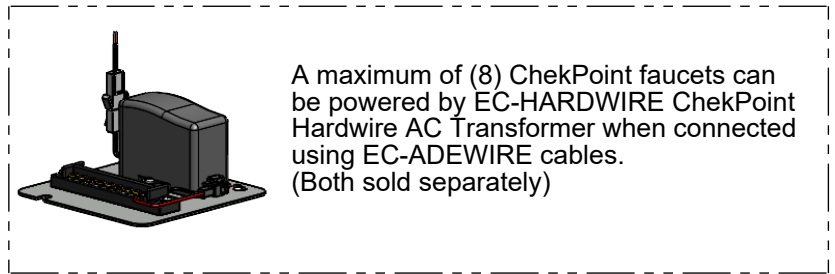 A maximum of (8) ChekPoint faucets can
be powered by EC-HARDWIRE ChekPoint
Hardwire AC Transformer when connected
using EC-ADEWIRE cables.
(Both sold separately)